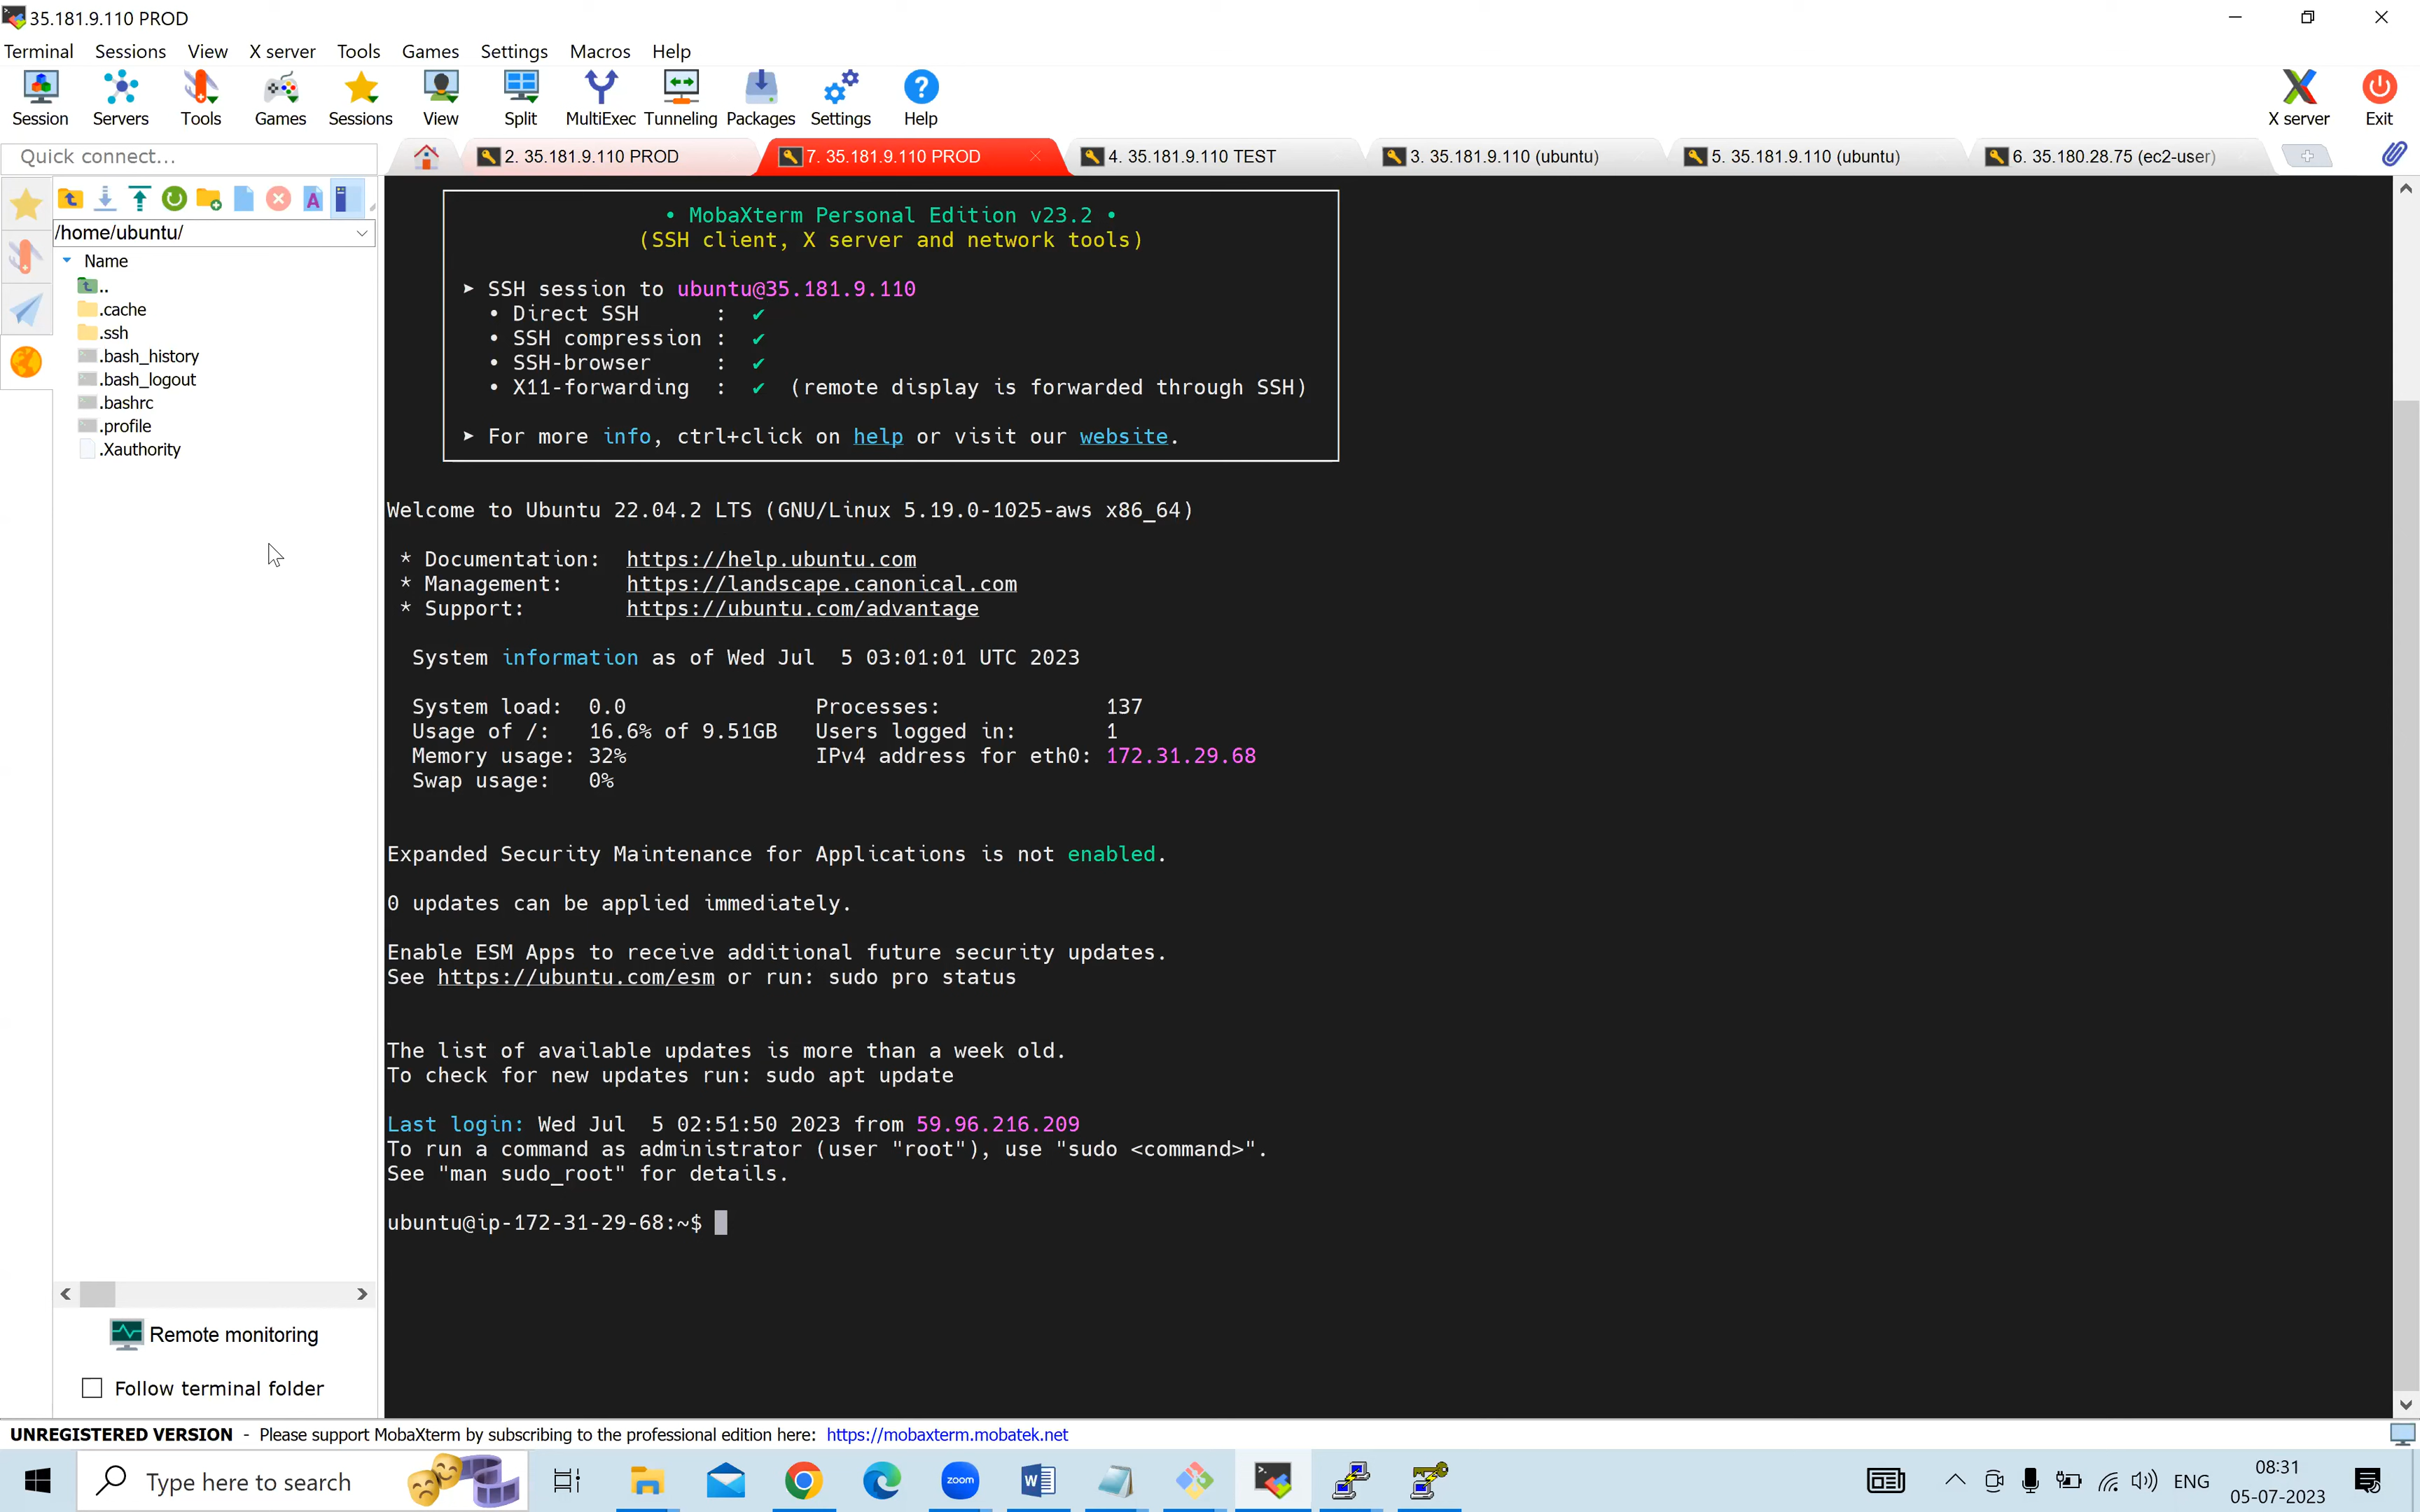 35.181.9.110 PROD
Terminal Sessions View X server Tools Games Settings Macros Help
Session Servers Tools Games Sessions View Split MultiExec Tunneling Packages Settings Help X server Exit
Quick connect... 2. 35.181.9.110 PROD 7. 35.181.9.110 PROD 4. 35.181.9.110 TEST 3. 35.181.9.110 (ubuntu) 5. 35.181.9.110 (ubuntu) 6. 35.180.28.75 (ec2-user)
/home/ubuntu/
Name
..
.cache
.ssh
.bash_history
.bash_logout
.bashrc
.profile
.Xauthority
Remote monitoring
Follow terminal folder
• MobaXterm Personal Edition v23.2 •
(SSH client, X server and network tools)
➤ SSH session to ubuntu@35.181.9.110
• Direct SSH : ✔
• SSH compression : ✔
• SSH-browser : ✔
• X11-forwarding : ✔ (remote display is forwarded through SSH)
➤ For more info, ctrl+click on help or visit our website.
Welcome to Ubuntu 22.04.2 LTS (GNU/Linux 5.19.0-1025-aws x86_64)
* Documentation: https://help.ubuntu.com
* Management: https://landscape.canonical.com
* Support: https://ubuntu.com/advantage
System information as of Wed Jul 5 03:01:01 UTC 2023
System load: 0.0 Processes: 137
Usage of /: 16.6% of 9.51GB Users logged in: 1
Memory usage: 32% IPv4 address for eth0: 172.31.29.68
Swap usage: 0%
Expanded Security Maintenance for Applications is not enabled.
0 updates can be applied immediately.
Enable ESM Apps to receive additional future security updates.
See https://ubuntu.com/esm or run: sudo pro status
The list of available updates is more than a week old.
To check for new updates run: sudo apt update
Last login: Wed Jul 5 02:51:50 2023 from 59.96.216.209
To run a command as administrator (user "root"), use "sudo <command>".
See "man sudo_root" for details.
ubuntu@ip-172-31-29-68:~$
UNREGISTERED VERSION - Please support MobaXterm by subscribing to the professional edition here: https://mobaxterm.mobatek.net
Type here to search
zoom
ENG
08:31
05-07-2023